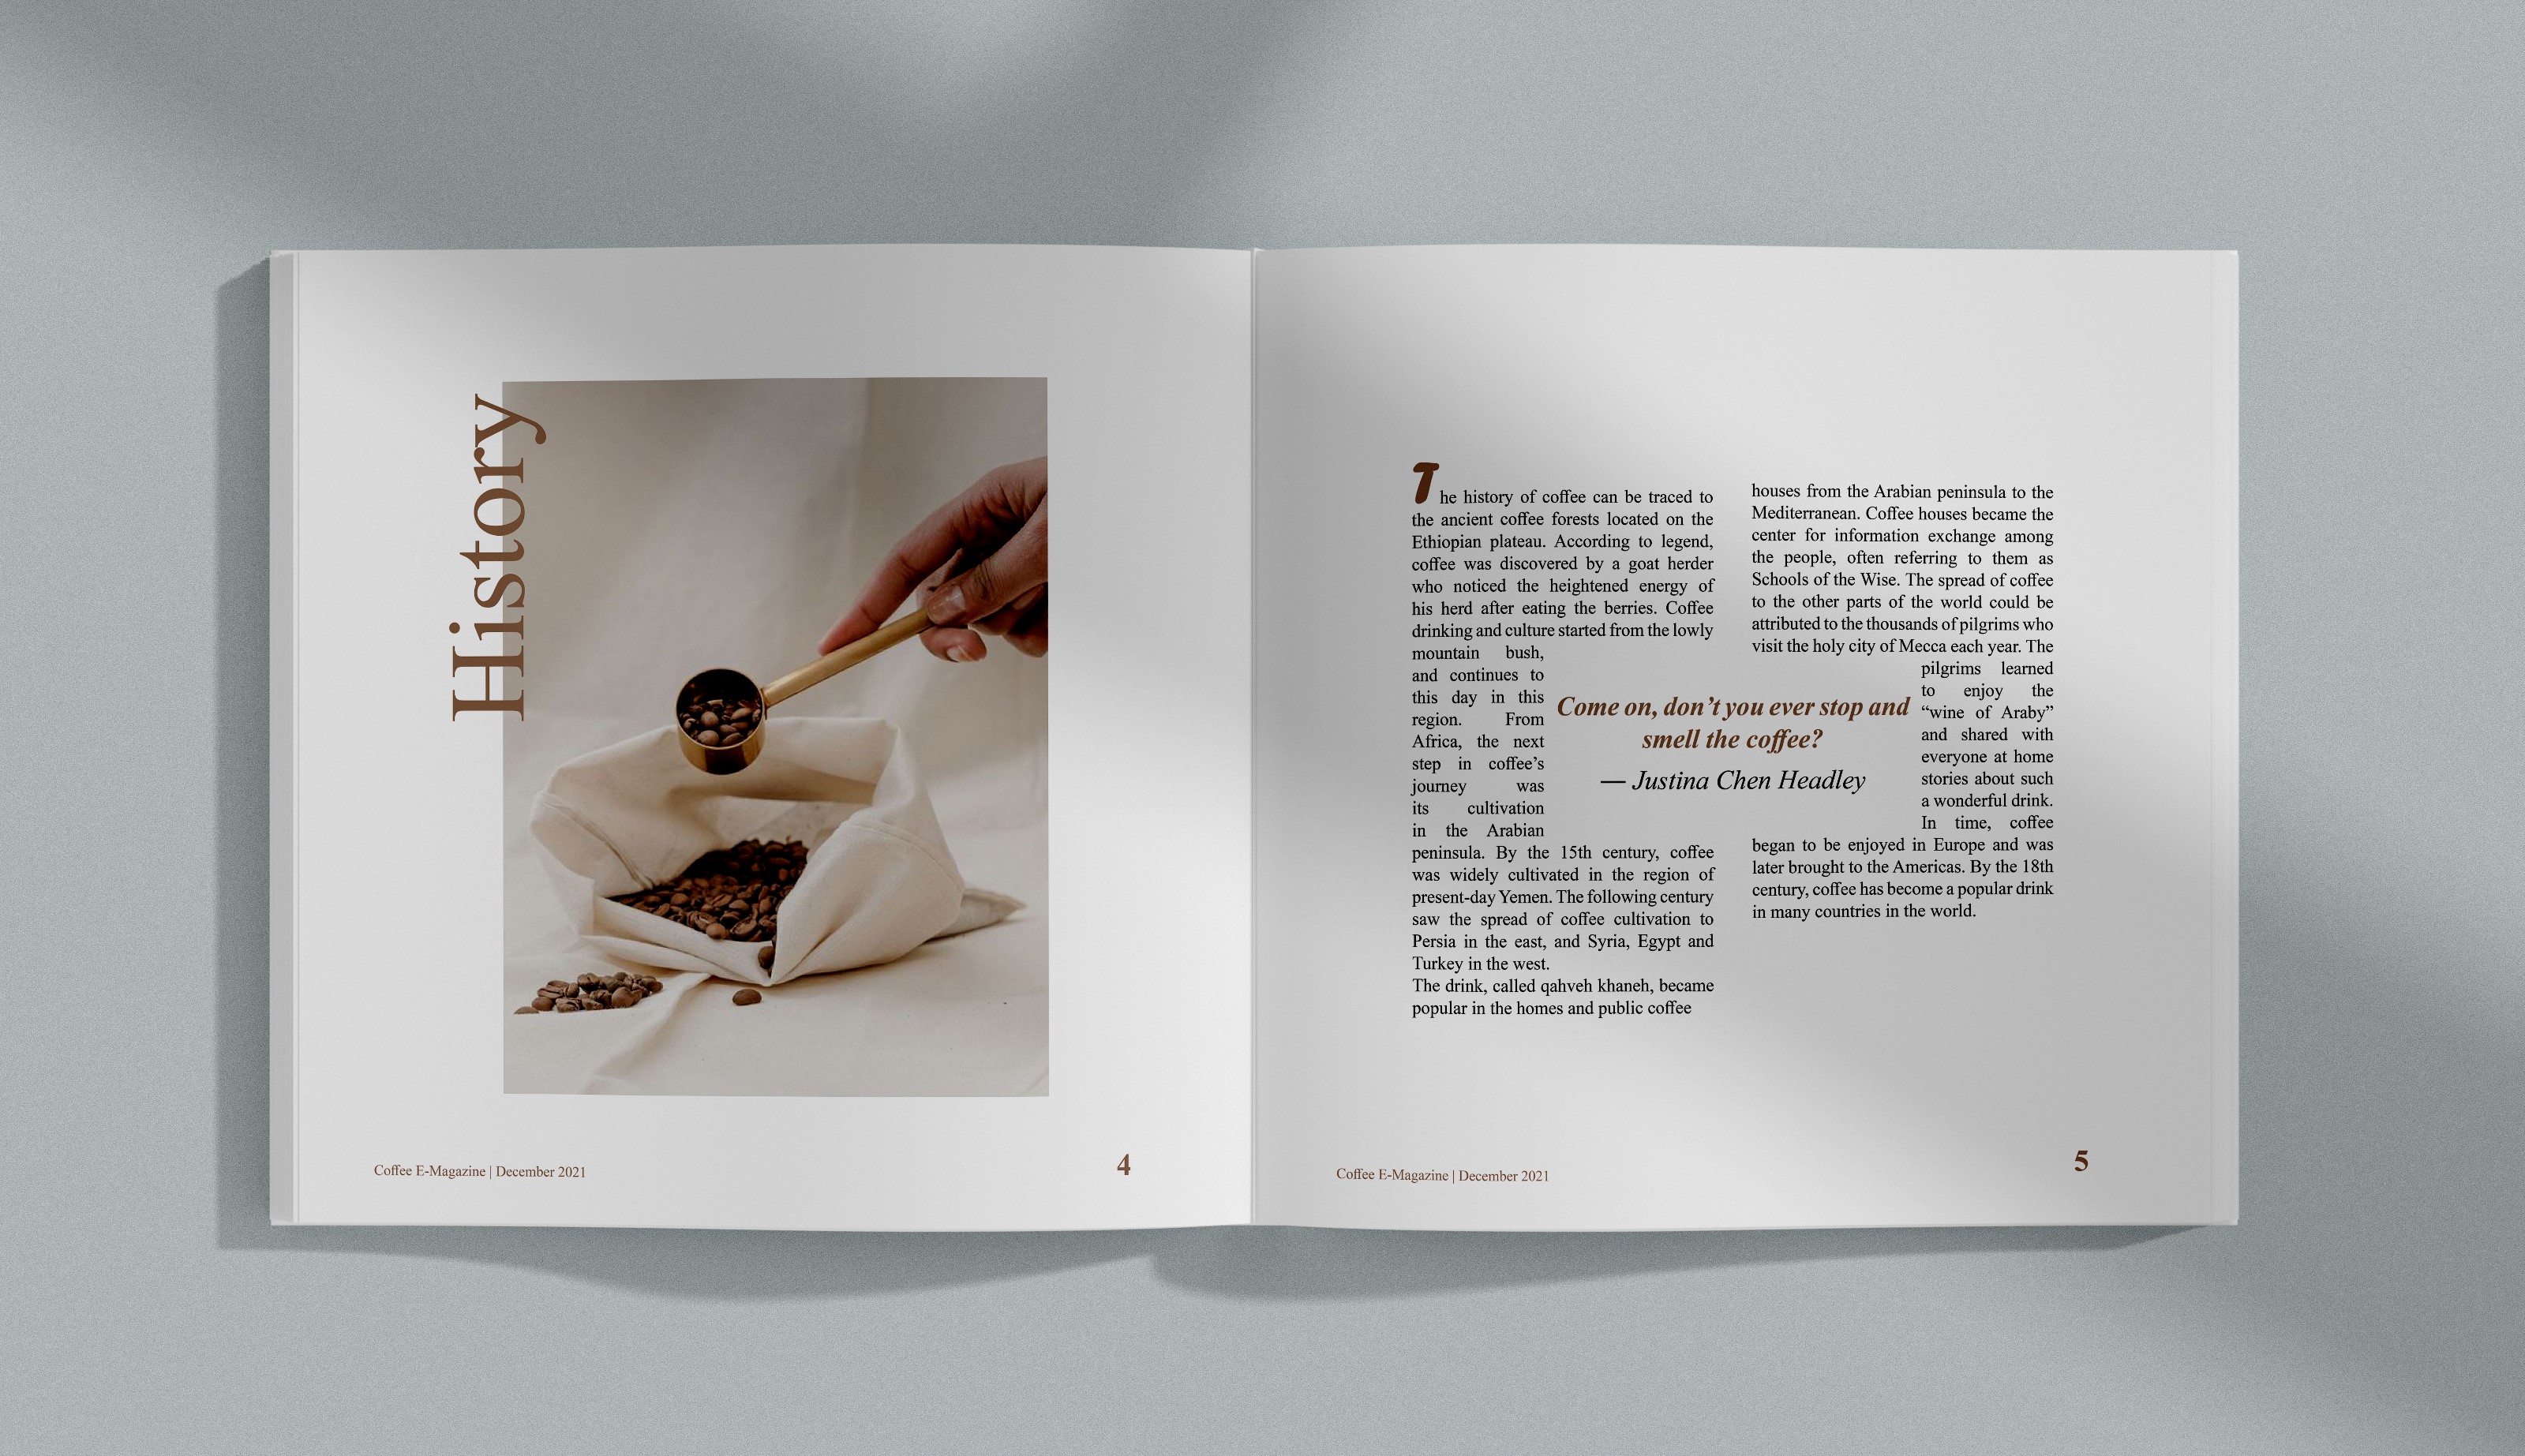 History
Coffee E-Magazine | December 2021
4
The history of coffee can be traced to
the ancient coffee forests located on the
Ethiopian plateau. According to legend,
coffee was discovered by a goat herder
who noticed the heightened energy of
his herd after eating the berries. Coffee
drinking and culture started from the lowly
mountain bush,
and continues to
this day in this
region. From
Africa, the next
step in coffee’s
journey was
its cultivation
in the Arabian
peninsula. By the 15th century, coffee
was widely cultivated in the region of
present-day Yemen. The following century
saw the spread of coffee cultivation to
Persia in the east, and Syria, Egypt and
Turkey in the west.
The drink, called qahveh khaneh, became
popular in the homes and public coffee
Come on, don’t you ever stop and
smell the coffee?
— Justina Chen Headley
houses from the Arabian peninsula to the
Mediterranean. Coffee houses became the
center for information exchange among
the people, often referring to them as
Schools of the Wise. The spread of coffee
to the other parts of the world could be
attributed to the thousands of pilgrims who
visit the holy city of Mecca each year. The
pilgrims learned
to enjoy the
“wine of Araby”
and shared with
everyone at home
stories about such
a wonderful drink.
In time, coffee
began to be enjoyed in Europe and was
later brought to the Americas. By the 18th
century, coffee has become a popular drink
in many countries in the world.
Coffee E-Magazine | December 2021
5